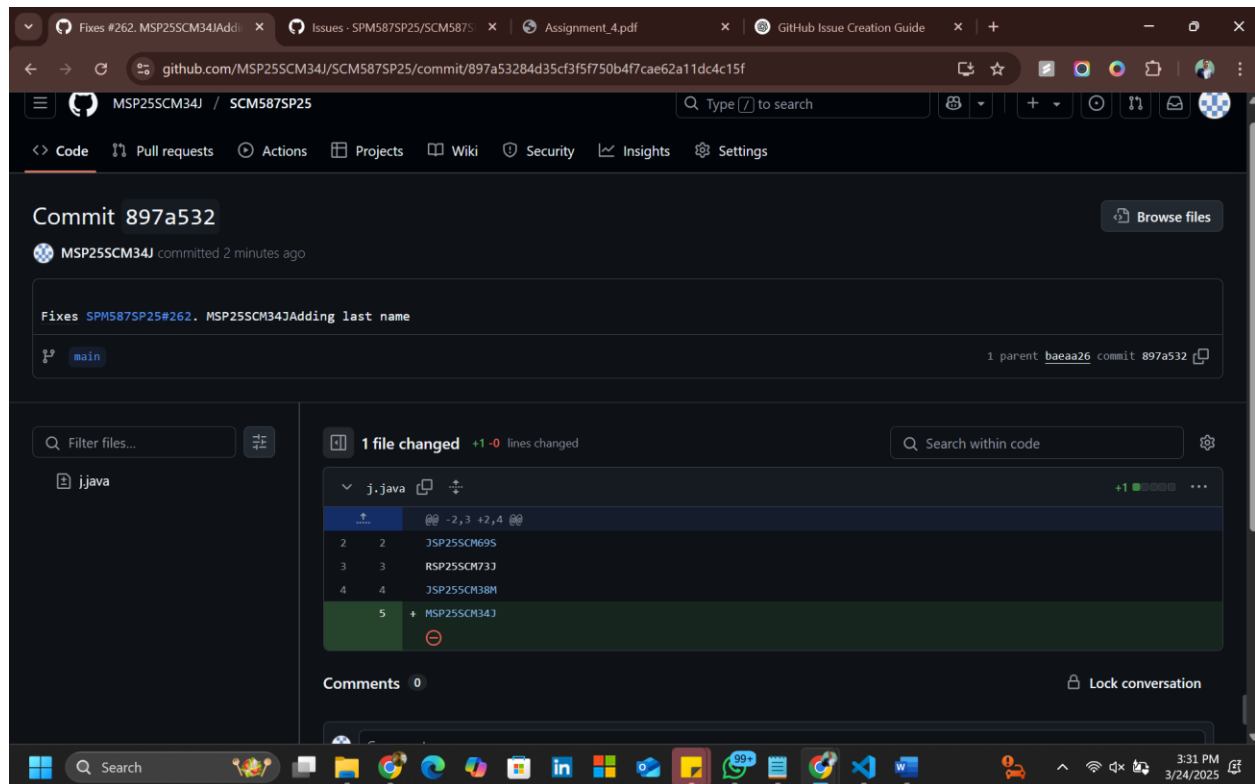 Fixes #262. MSP25SCM34JAddi
Issues · SPM587SP25/SCM587S
Assignment_4.pdf
GitHub Issue Creation Guide
github.com/MSP25SCM34J/SCM587SP25/commit/897a53284d35cf3f5f750b4f7cae62a11dc4c15f
MSP25SCM34J / SCM587SP25
Type / to search
<> Code
Pull requests
Actions
Projects
Wiki
Security
Insights
Settings
Commit 897a532
Browse files
MSP25SCM34J committed 2 minutes ago
Fixes SPM587SP25#262. MSP25SCM34JAdding last name
main
1 parent baeaa26 commit 897a532
Filter files...
1 file changed +1 -0 lines changed
Search within code
j.java
j.java
+1
@@ -2,3 +2,4 @@
2 2 JSP25SCM69S
3 3 RSP25SCM73J
4 4 JSP25SCM38M
5 + MSP25SCM34J
Comments 0
Lock conversation
Search
99+
3:31 PM
3/24/2025